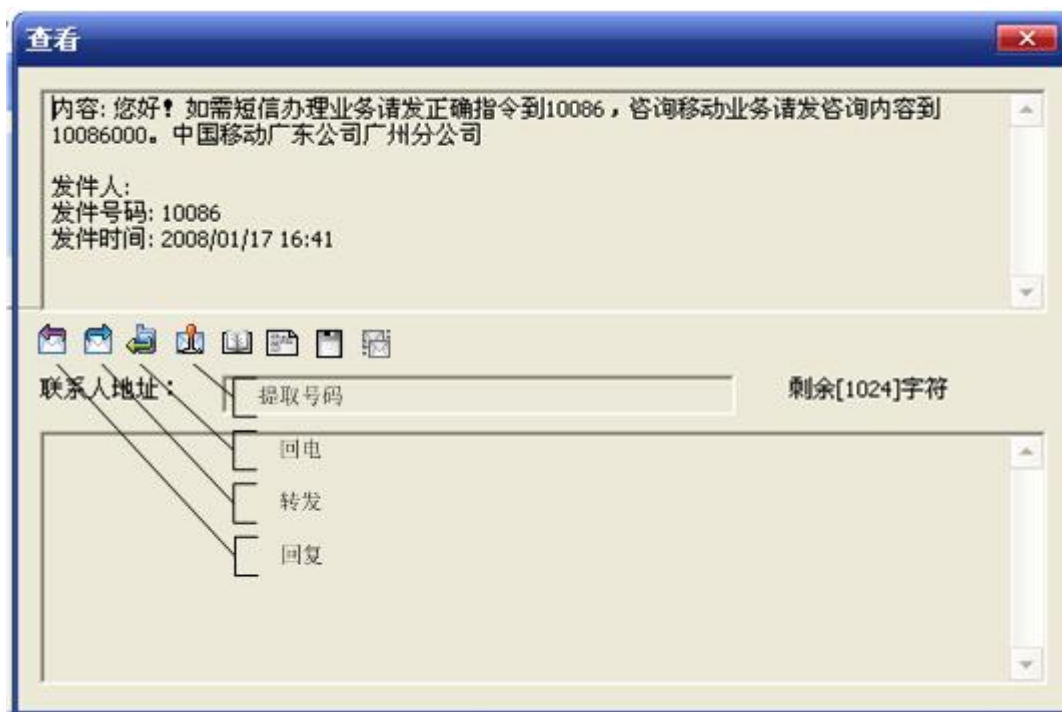 查看
内容: 您好！如需短信办理业务请发正确指令到10086，咨询移动业务请发咨询内容到
10086000。中国移动广东公司广州分公司
发件人:
发件号码: 10086
发件时间: 2008/01/17 16:41
联系人地址：
提取号码
剩余[1024]字符
回电
转发
回复